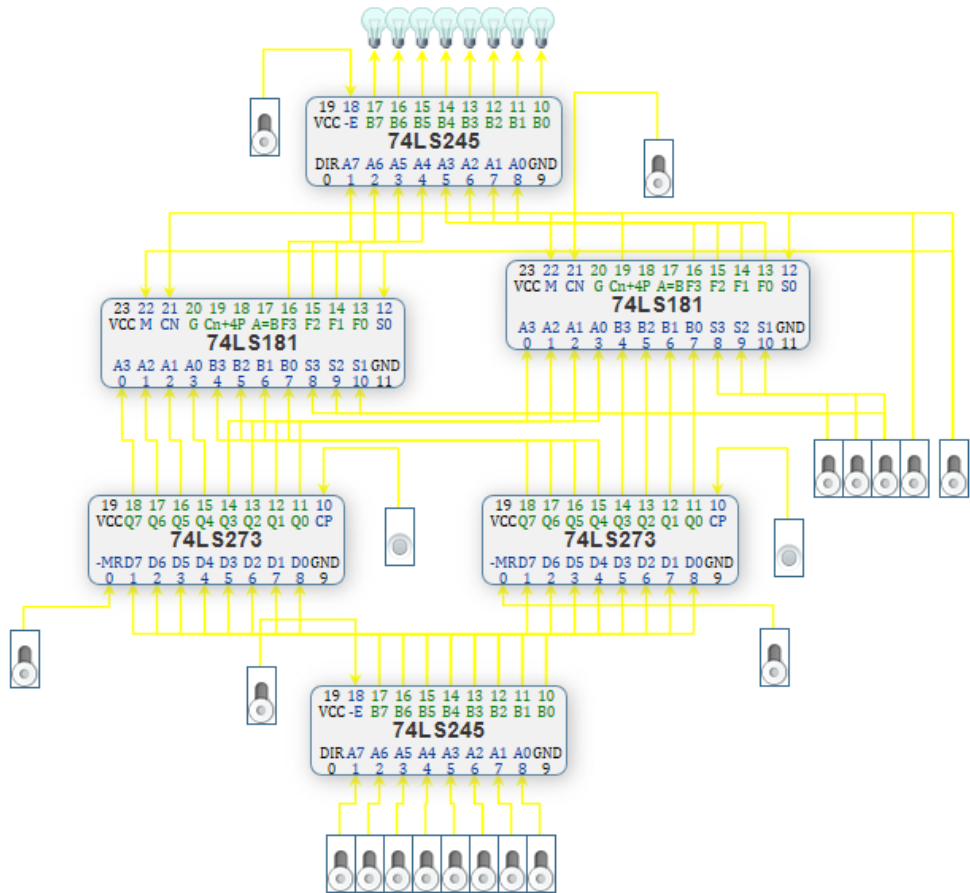 19 18 17 16 15 14 13 12 11 10
VCC -E B7 B6 B5 B4 B3 B2 B1 B0
74LS245
DIR A7 A6 A5 A4 A3 A2 A1 A0 GND
0 1 2 3 4 5 6 7 8 9
23 22 21 20 19 18 17 16 15 14 13 12
VCC M CN G Cn+4 P A=B F3 F2 F1 F0 S0
74LS181
A3 A2 A1 A0 B3 B2 B1 B0 S3 S2 S1 GND
0 1 2 3 4 5 6 7 8 9 10 11
23 22 21 20 19 18 17 16 15 14 13 12
VCC M CN G Cn+4 P A=B F3 F2 F1 F0 S0
74LS181
A3 A2 A1 A0 B3 B2 B1 B0 S3 S2 S1 GND
0 1 2 3 4 5 6 7 8 9 10 11
19 18 17 16 15 14 13 12 11 10
VCC Q7 Q6 Q5 Q4 Q3 Q2 Q1 Q0 CP
74LS273
-MR D7 D6 D5 D4 D3 D2 D1 D0 GND
0 1 2 3 4 5 6 7 8 9
19 18 17 16 15 14 13 12 11 10
VCC Q7 Q6 Q5 Q4 Q3 Q2 Q1 Q0 CP
74LS273
-MR D7 D6 D5 D4 D3 D2 D1 D0 GND
0 1 2 3 4 5 6 7 8 9
19 18 17 16 15 14 13 12 11 10
VCC -E B7 B6 B5 B4 B3 B2 B1 B0
74LS245
DIR A7 A6 A5 A4 A3 A2 A1 A0 GND
0 1 2 3 4 5 6 7 8 9